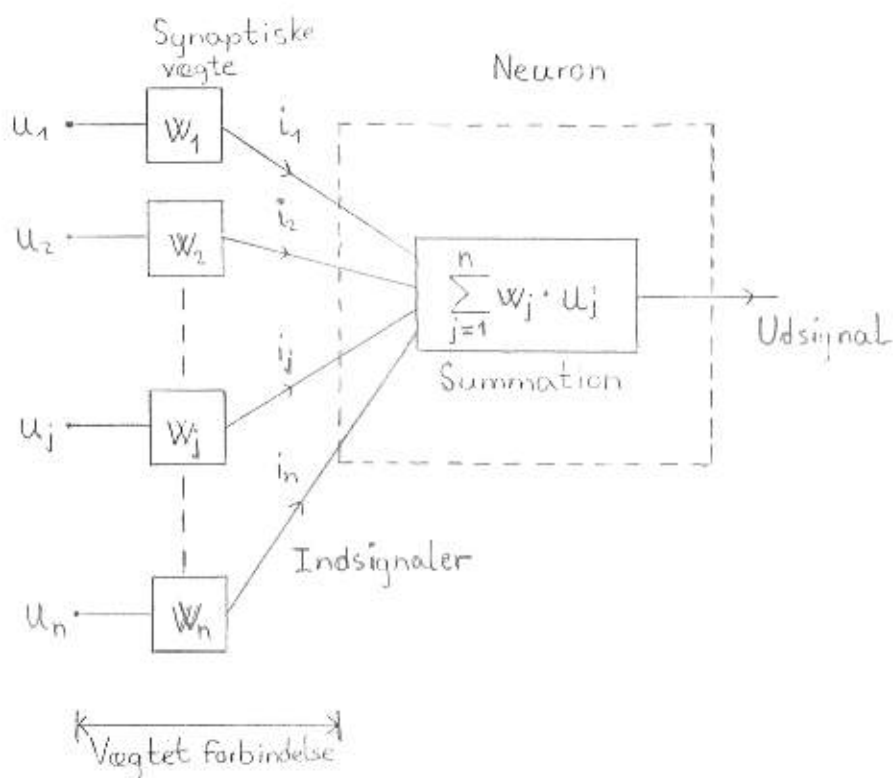 Synaptiske
vægte
Neuron
u₁
W₁
i₁
u₂
W₂
i₂
n
∑ wj · uj
j=1
Udsignal
Summation
uj
Wj
ij
in
Indsignaler
un
Wn
Vægtet forbindelse